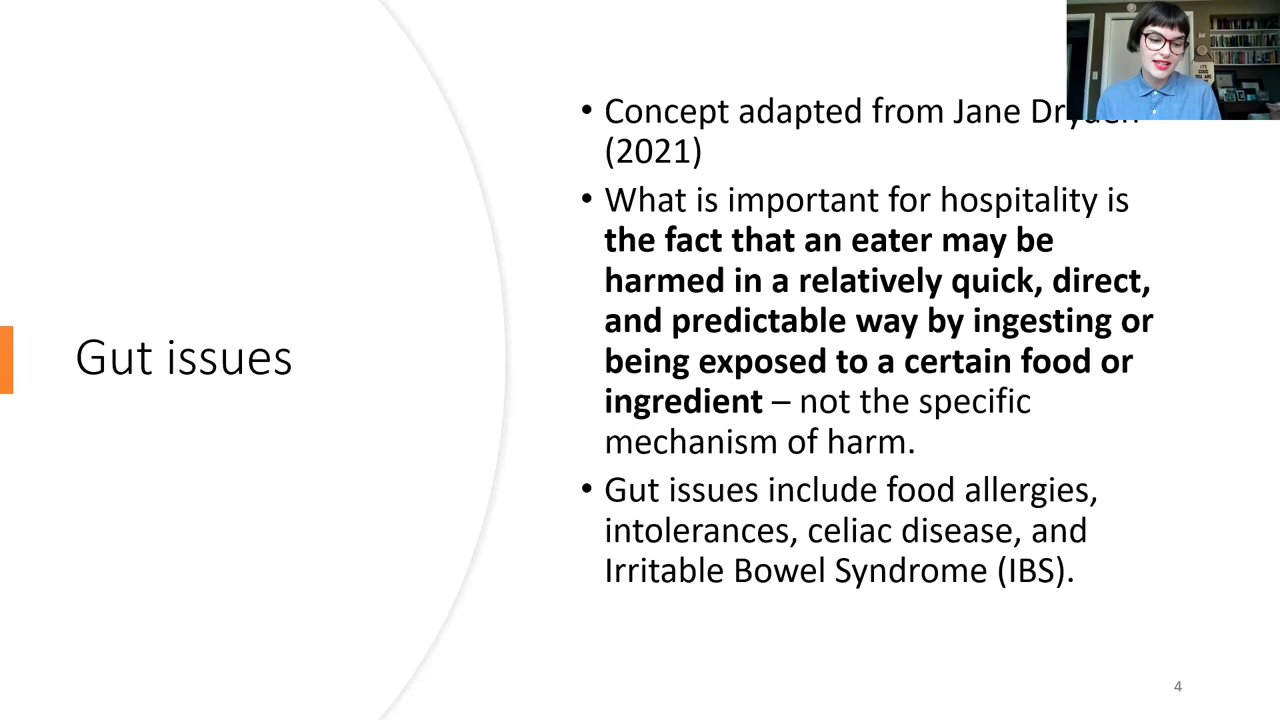 Gut issues
• Concept adapted from Jane
(2021)
• What is important for hospitality is
the fact that an eater may be
harmed in a relatively quick, direct,
and predictable way by ingesting or
being exposed to a certain food or
ingredient – not the specific
mechanism of harm.
• Gut issues include food allergies,
intolerances, celiac disease, and
Irritable Bowel Syndrome (IBS).
4